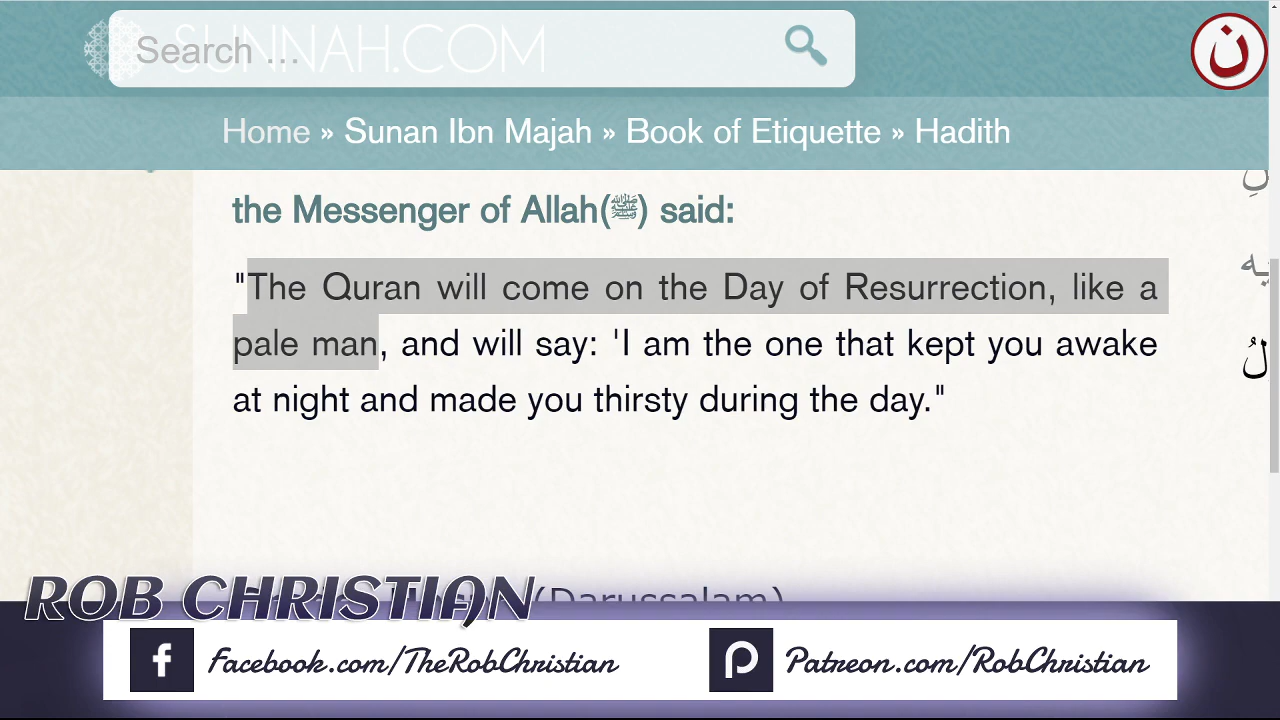 SUNNAH.COM
Search ...
ن
Home » Sunan Ibn Majah » Book of Etiquette » Hadith
the Messenger of Allah(ﷺ) said:
"The Quran will come on the Day of Resurrection, like a
pale man, and will say: 'I am the one that kept you awake
at night and made you thirsty during the day."
(Darussalam)
ROB CHRISTIAN
Facebook.com/TheRobChristian
Patreon.com/RobChristian